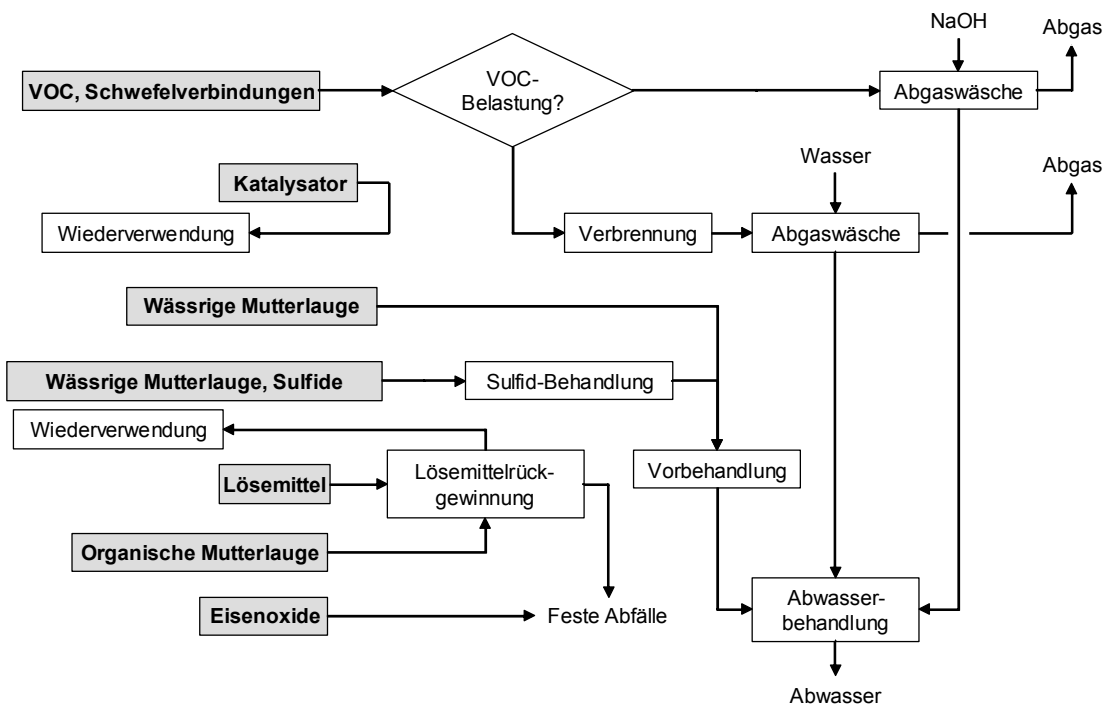 NaOH
Abgas
VOC, Schwefelverbindungen
VOC-
Belastung?
Abgaswäsche
Katalysator
Wasser
Abgas
Wiederverwendung
Verbrennung
Abgaswäsche
Wässrige Mutterlauge
Wässrige Mutterlauge, Sulfide
Sulfid-Behandlung
Wiederverwendung
Lösemittel
Lösemittelrück-
gewinnung
Vorbehandlung
Organische Mutterlauge
Eisenoxide
Feste Abfälle
Abwasser-
behandlung
Abwasser